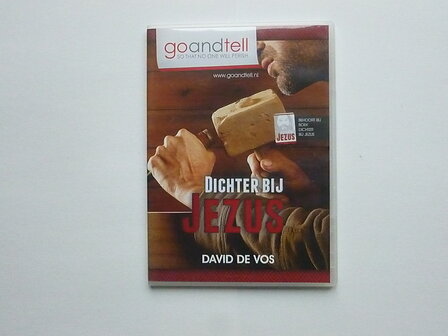 goandtell
SO THAT NO ONE WILL PERISH
www.goandtell.nl
BEHOORT BIJ
BOEK
DICHTER
BIJ JEZUS
JEZUS
DICHTER BIJ
JEZUS
DAVID DE VOS